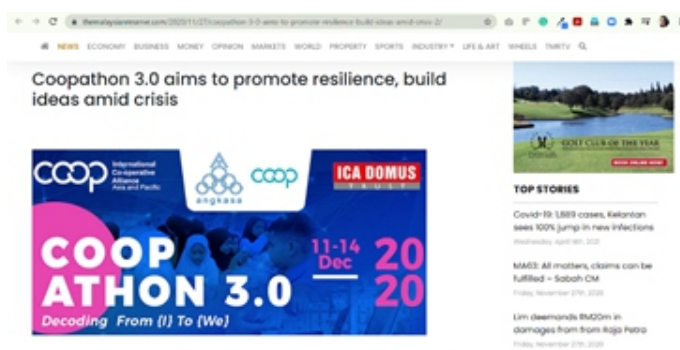 themalaysianreserve.com/2020/11/27/coopathon-3-0-aims-to-promote-resilience-build-ideas-amid-crisis-2/
NEWS ECONOMY BUSINESS MONEY OPINION MARKETS WORLD PROPERTY SPORTS INDUSTRY LIFE & ART WHEELS TMRTV
Coopathon 3.0 aims to promote resilience, build
ideas amid crisis
coop International
Co-operative
Alliance
Asia and Pacific
angkasa
coop
ICA DOMUS
TRUST
COOP
ATHON 3.0
11-14
Dec
20
20
Decoding From {I} To {We}
GOLF CLUB OF THE YEAR
BOOK ONLINE NOW!
TOP STORIES
Covid-19: 1,889 cases, Kelantan
sees 100% jump in new infections
Wednesday, April 14th, 2021
MA63: All matters, claims can be
fulfilled – Sabah CM
Friday, November 27th, 2020
Lim deemands RM20m in
damages from from Raja Petra
Friday, November 27th, 2020